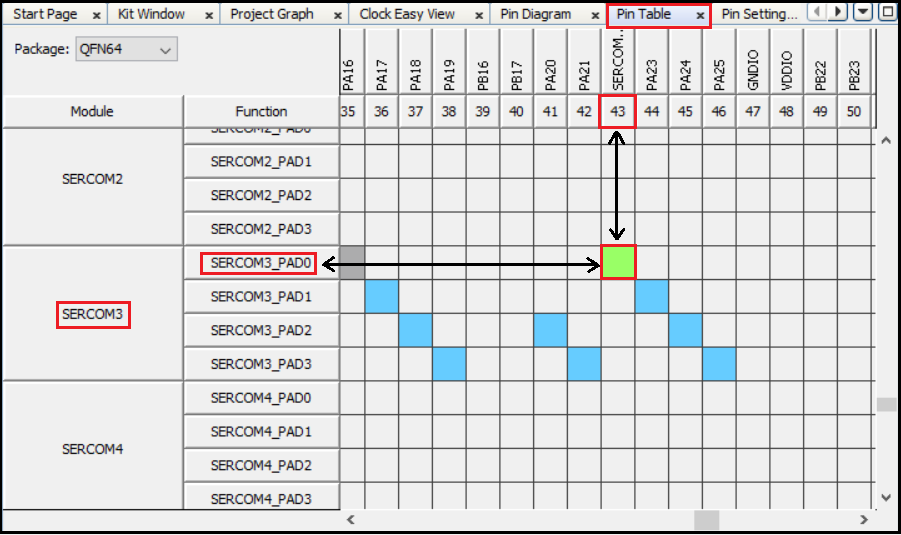 Start Page × Kit Window × Project Graph × Clock Easy View × Pin Diagram × Pin Table × Pin Setting...
Package: QFN64
PA16 PA17 PA18 PA19 PB16 PB17 PA20 PA21 SERCOM... PA23 PA24 PA25 GNDIO VDDIO PB22 PB23
Module Function 35 36 37 38 39 40 41 42 43 44 45 46 47 48 49 50
SERCOM2_PAD0
SERCOM2_PAD1
SERCOM2
SERCOM2_PAD2
SERCOM2_PAD3
SERCOM3_PAD0
SERCOM3_PAD1
SERCOM3
SERCOM3_PAD2
SERCOM3_PAD3
SERCOM4_PAD0
SERCOM4_PAD1
SERCOM4
SERCOM4_PAD2
SERCOM4_PAD3